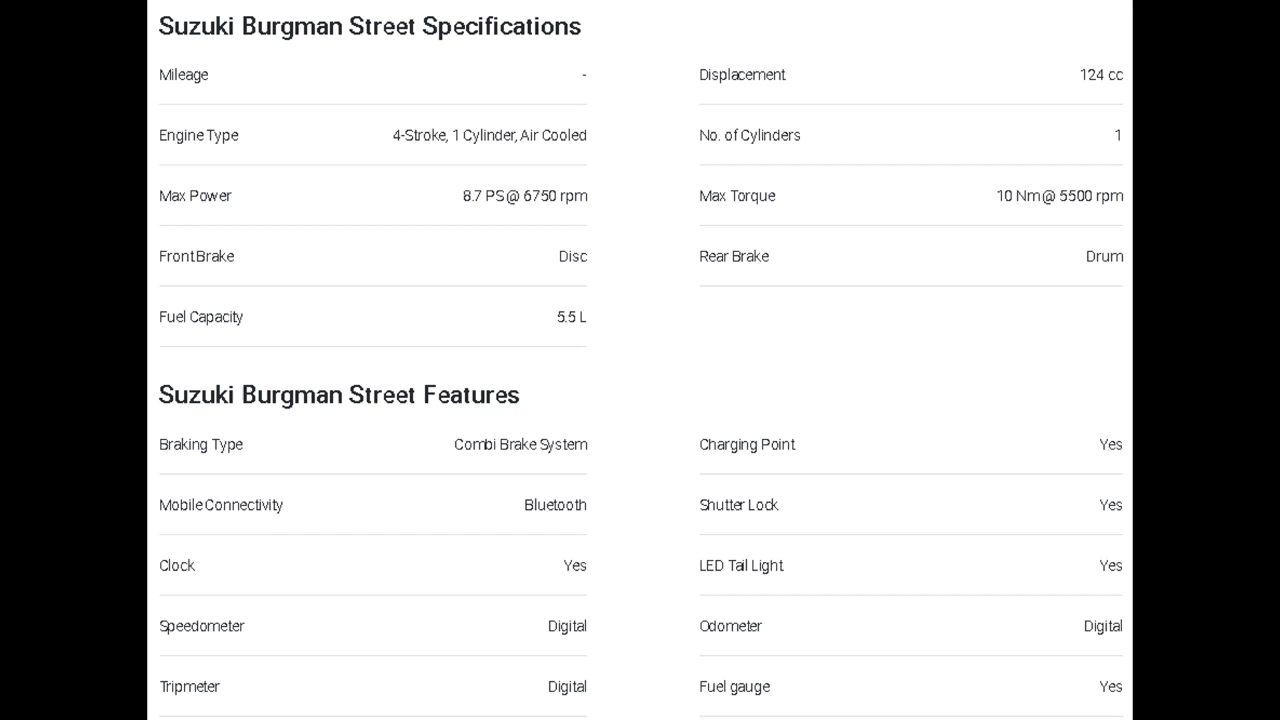 Suzuki Burgman Street Specifications
Mileage - Displacement 124 cc
Engine Type 4-Stroke, 1 Cylinder, Air Cooled No. of Cylinders 1
Max Power 8.7 PS @ 6750 rpm Max Torque 10 Nm @ 5500 rpm
Front Brake Disc Rear Brake Drum
Fuel Capacity 5.5 L
Suzuki Burgman Street Features
Braking Type Combi Brake System Charging Point Yes
Mobile Connectivity Bluetooth Shutter Lock Yes
Clock Yes LED Tail Light Yes
Speedometer Digital Odometer Digital
Tripmeter Digital Fuel gauge Yes